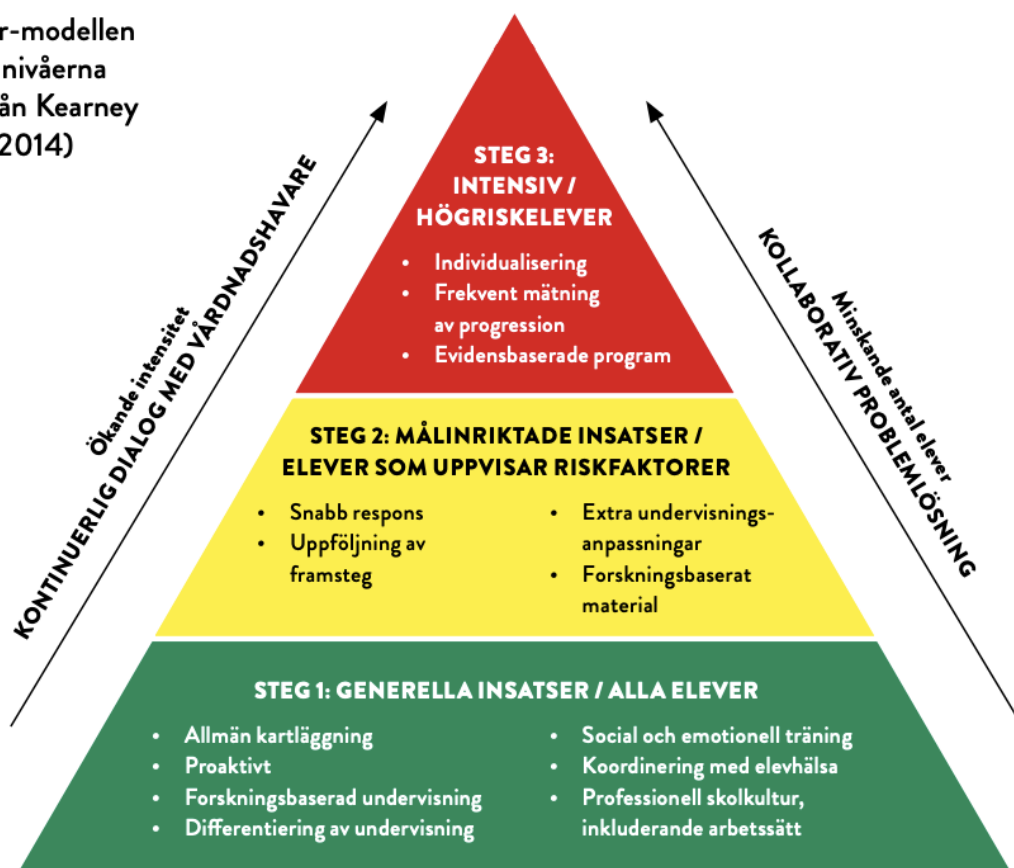 r-modellen
nivåerna
ån Kearney
2014)
Ökande intensitet
KONTINUERLIG DIALOG MED VÅRDNADSHAVARE
Minskande antal elever
KOLLABORATIV PROBLEMLÖSNING
STEG 3:
INTENSIV /
HÖGRISKELEVER
• Individualisering
• Frekvent mätning
av progression
• Evidensbaserade program
STEG 2: MÅLINRIKTADE INSATSER /
ELEVER SOM UPPVISAR RISKFAKTORER
• Snabb respons
• Uppföljning av
framsteg
• Extra undervisnings-
anpassningar
• Forskningsbaserat
material
STEG 1: GENERELLA INSATSER / ALLA ELEVER
• Allmän kartläggning
• Proaktivt
• Forskningsbaserad undervisning
• Differentiering av undervisning
• Social och emotionell träning
• Koordinering med elevhälsa
• Professionell skolkultur,
inkluderande arbetssätt